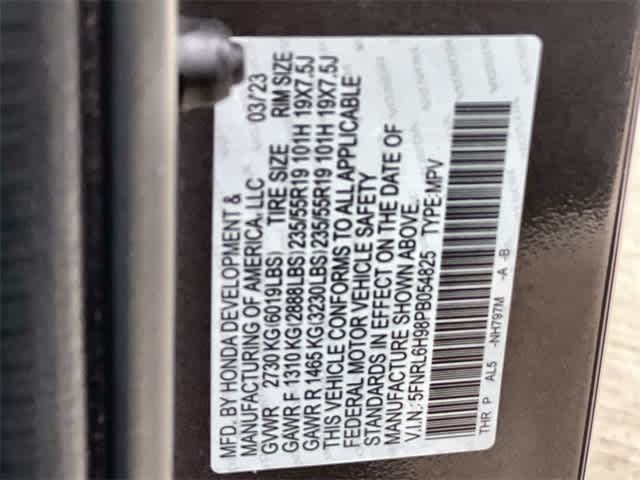 MFD. BY HONDA DEVELOPMENT &
MANUFACTURING OF AMERICA, LLC 03/23
GVWR 2730 KG(6019LBS) TIRE SIZE RIM SIZE
GAWR F 1310 KG(2888LBS) 235/55R19 101H 19X7.5J
GAWR R 1465 KG(3230LBS) 235/55R19 101H 19X7.5J
THIS VEHICLE CONFORMS TO ALL APPLICABLE
FEDERAL MOTOR VEHICLE SAFETY
STANDARDS IN EFFECT ON THE DATE OF
MANUFACTURE SHOWN ABOVE.
V.I.N.: 5FNRL6H98PB054825 TYPE:MPV
THR P AL5 -NH797M -A -B-